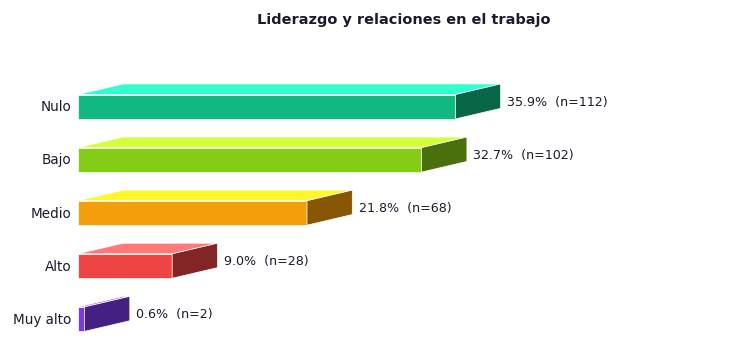 Liderazgo y relaciones en el trabajo
Nulo 35.9% (n=112)
Bajo 32.7% (n=102)
Medio 21.8% (n=68)
Alto 9.0% (n=28)
Muy alto 0.6% (n=2)